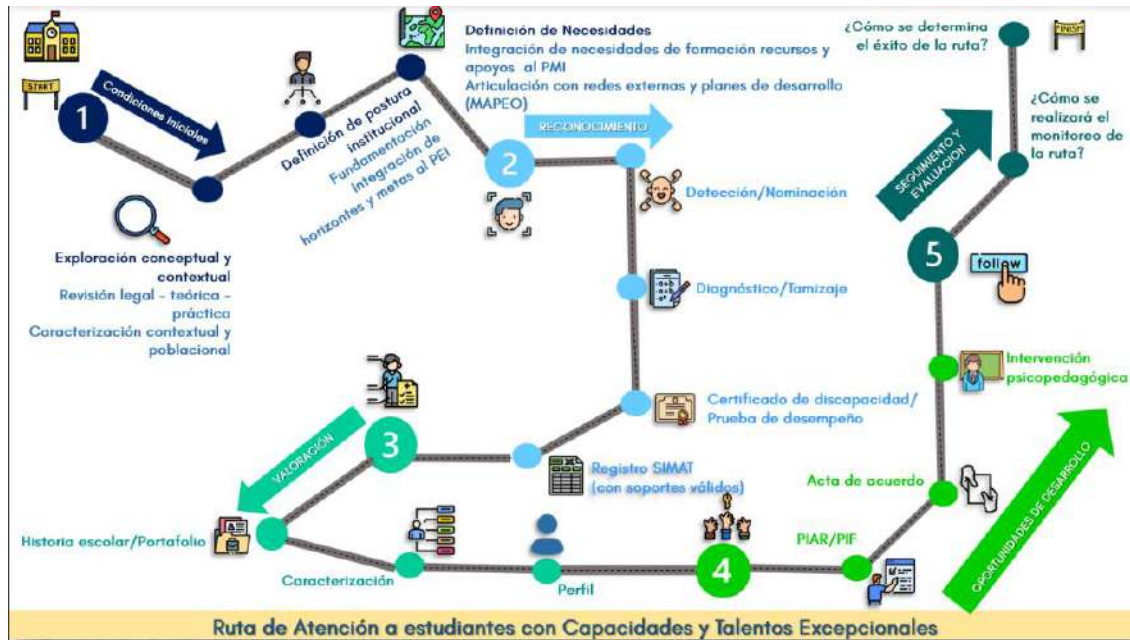 START
1
Condiciones Iniciales
Exploración conceptual y
contextual
Revisión legal - teórica -
práctica
Caracterización contextual y
poblacional
Definición de postura
institucional
Fundamentación
Integración de
horizontes y metas al PEI
Definición de Necesidades
Integración de necesidades de formación recursos y
apoyos al PMI
Articulación con redes externas y planes de desarrollo
(MAPEO)
2
RECONOCIMIENTO
Detección/Nominación
Diagnóstico/Tamizaje
Certificado de discapacidad/
Prueba de desempeño
Registro SIMAT
(con soportes válidos)
3
VALORACIÓN
Historia escolar/Portafolio
Caracterización
Perfil
4
PIAR/PIF
Acta de acuerdo
Intervención
psicopedagógica
OPORTUNIDADES DE DESARROLLO
5
follow
SEGUIMIENTO Y
EVALUACION
¿Cómo se
realizará el
monitoreo de
la ruta?
¿Cómo se determina
el éxito de la ruta?
FINISH
Ruta de Atención a estudiantes con Capacidades y Talentos Excepcionales